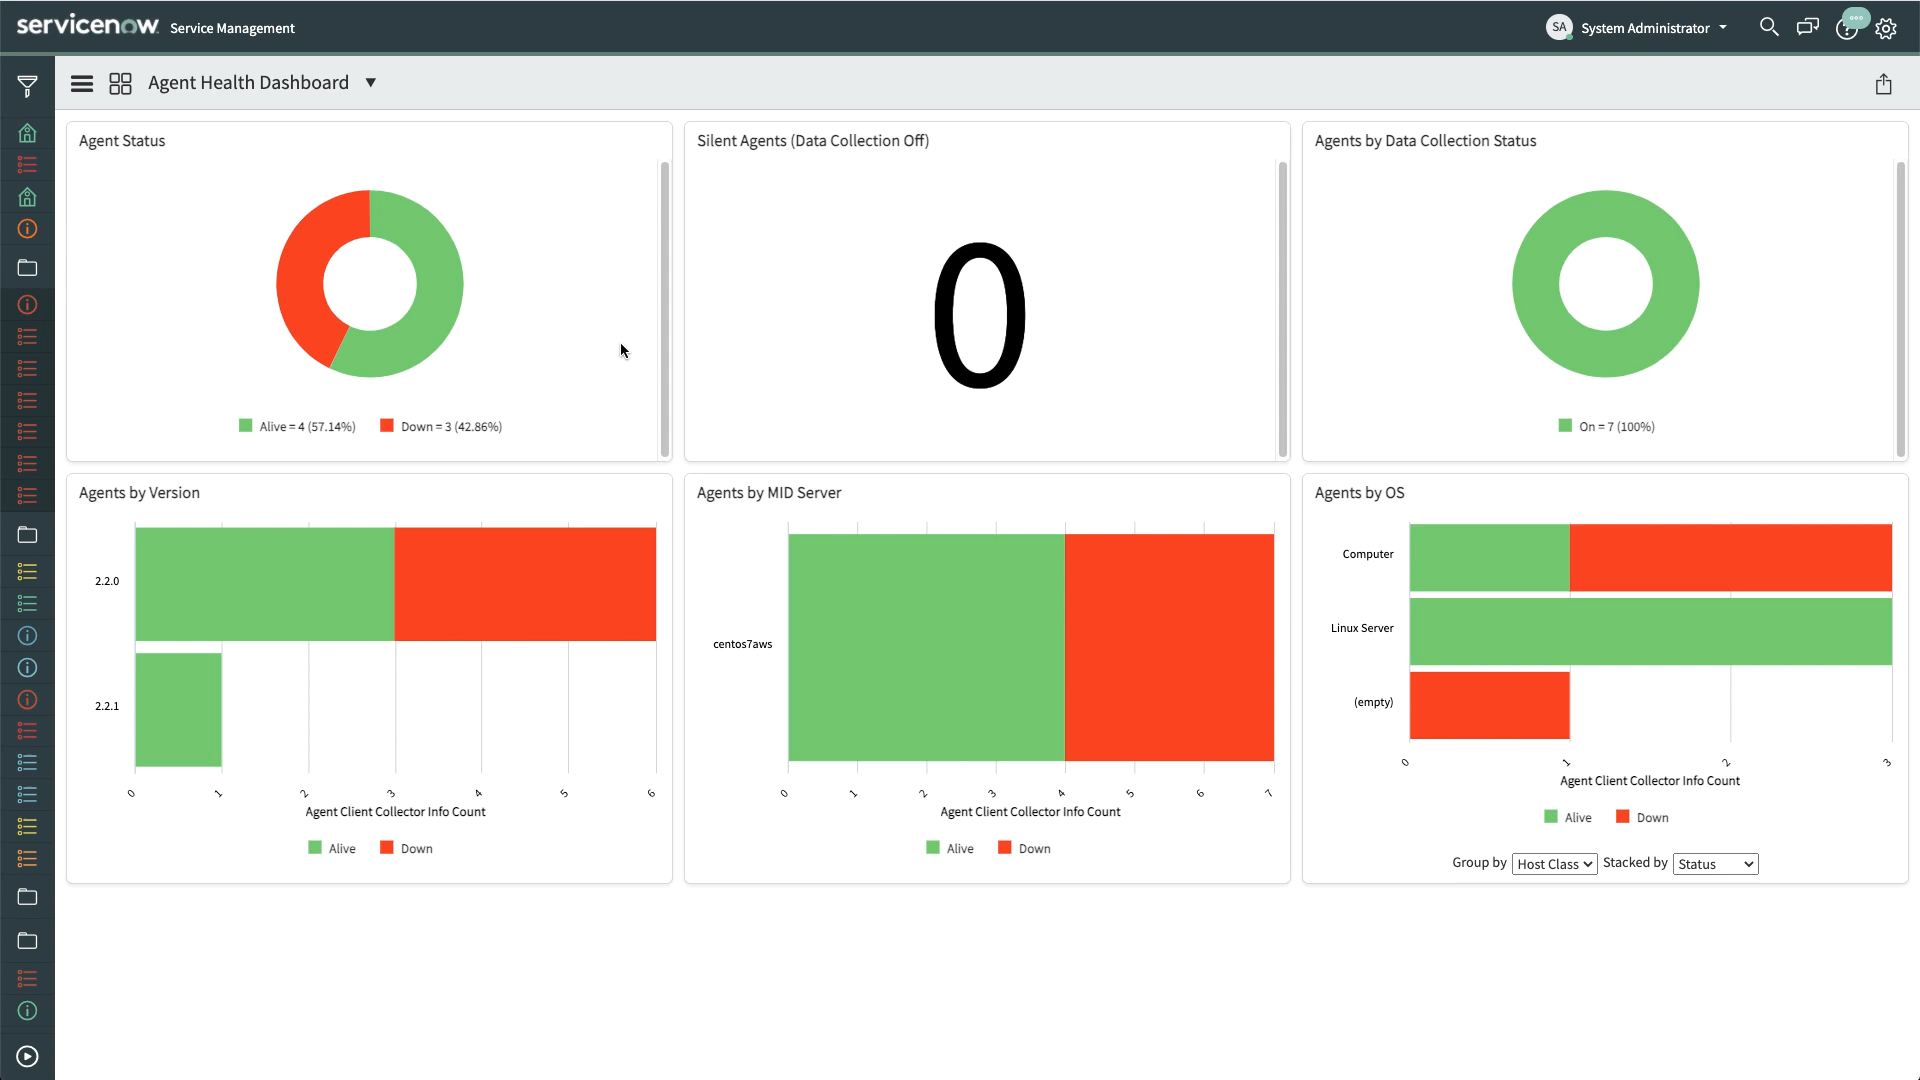 servicenow Service Management
SA System Administrator
Agent Health Dashboard
Agent Status
Alive = 4 (57.14%) Down = 3 (42.86%)
Silent Agents (Data Collection Off)
0
Agents by Data Collection Status
On = 7 (100%)
Agents by Version
2.2.0
2.2.1
0 1 2 3 4 5 6
Agent Client Collector Info Count
Alive Down
Agents by MID Server
centos7aws
0 1 2 3 4 5 6 7
Agent Client Collector Info Count
Alive Down
Agents by OS
Computer
Linux Server
(empty)
0 1 2 3
Agent Client Collector Info Count
Alive Down
Group by Host Class Stacked by Status